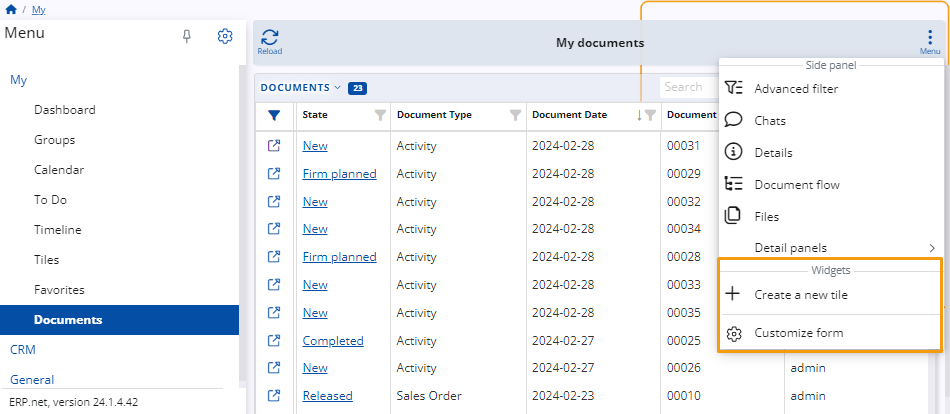 / My
Menu
My
Dashboard
Groups
Calendar
To Do
Timeline
Tiles
Favorites
Documents
CRM
General
ERP.net, version 24.1.4.42
Reload
My documents
Menu
DOCUMENTS 23
Search
State Document Type Document Date Document
New Activity 2024-02-28 00031
Firm planned Activity 2024-02-28 00029
New Activity 2024-02-28 00032
New Activity 2024-02-28 00034
Firm planned Activity 2024-02-28 00028
New Activity 2024-02-28 00033
New Activity 2024-02-28 00035
Completed Activity 2024-02-27 00025
New Activity 2024-02-27 00026 admin
Released Sales Order 2024-02-23 00010 admin
Side panel
Advanced filter
Chats
Details
Document flow
Files
Detail panels
Widgets
Create a new tile
Customize form